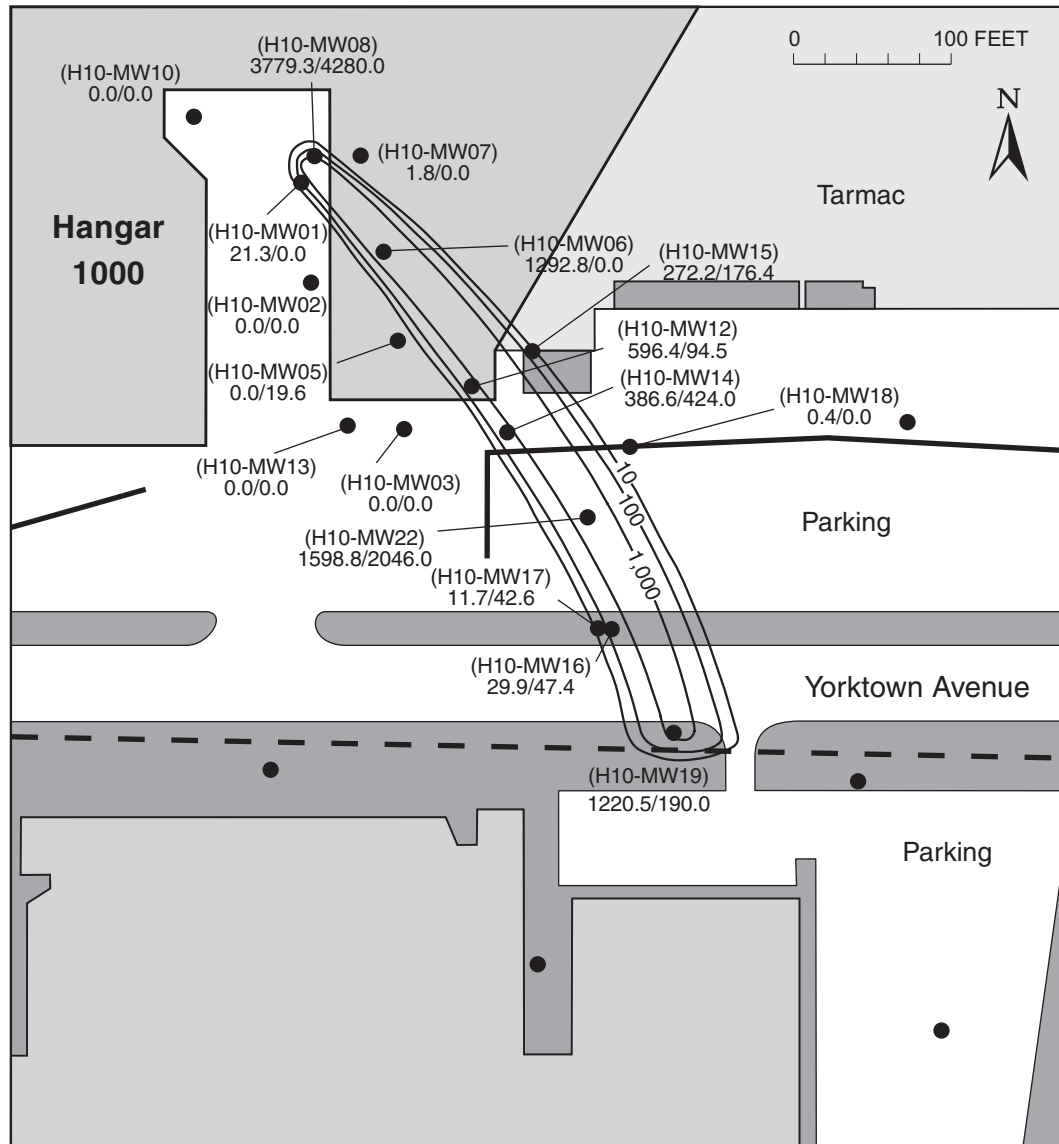 0 100 FEET
(H10-MW08)
3779.3/4280.0
(H10-MW10)
0.0/0.0
N
(H10-MW07)
1.8/0.0
Tarmac
Hangar
1000
(H10-MW01)
21.3/0.0
(H10-MW06)
1292.8/0.0
(H10-MW15)
272.2/176.4
(H10-MW02)
0.0/0.0
(H10-MW12)
596.4/94.5
(H10-MW05)
0.0/19.6
(H10-MW14)
386.6/424.0
(H10-MW18)
0.4/0.0
(H10-MW13)
0.0/0.0
(H10-MW03)
0.0/0.0
10
100
1,000
Parking
(H10-MW22)
1598.8/2046.0
(H10-MW17)
11.7/42.6
(H10-MW16)
29.9/47.4
Yorktown Avenue
(H10-MW19)
1220.5/190.0
Parking